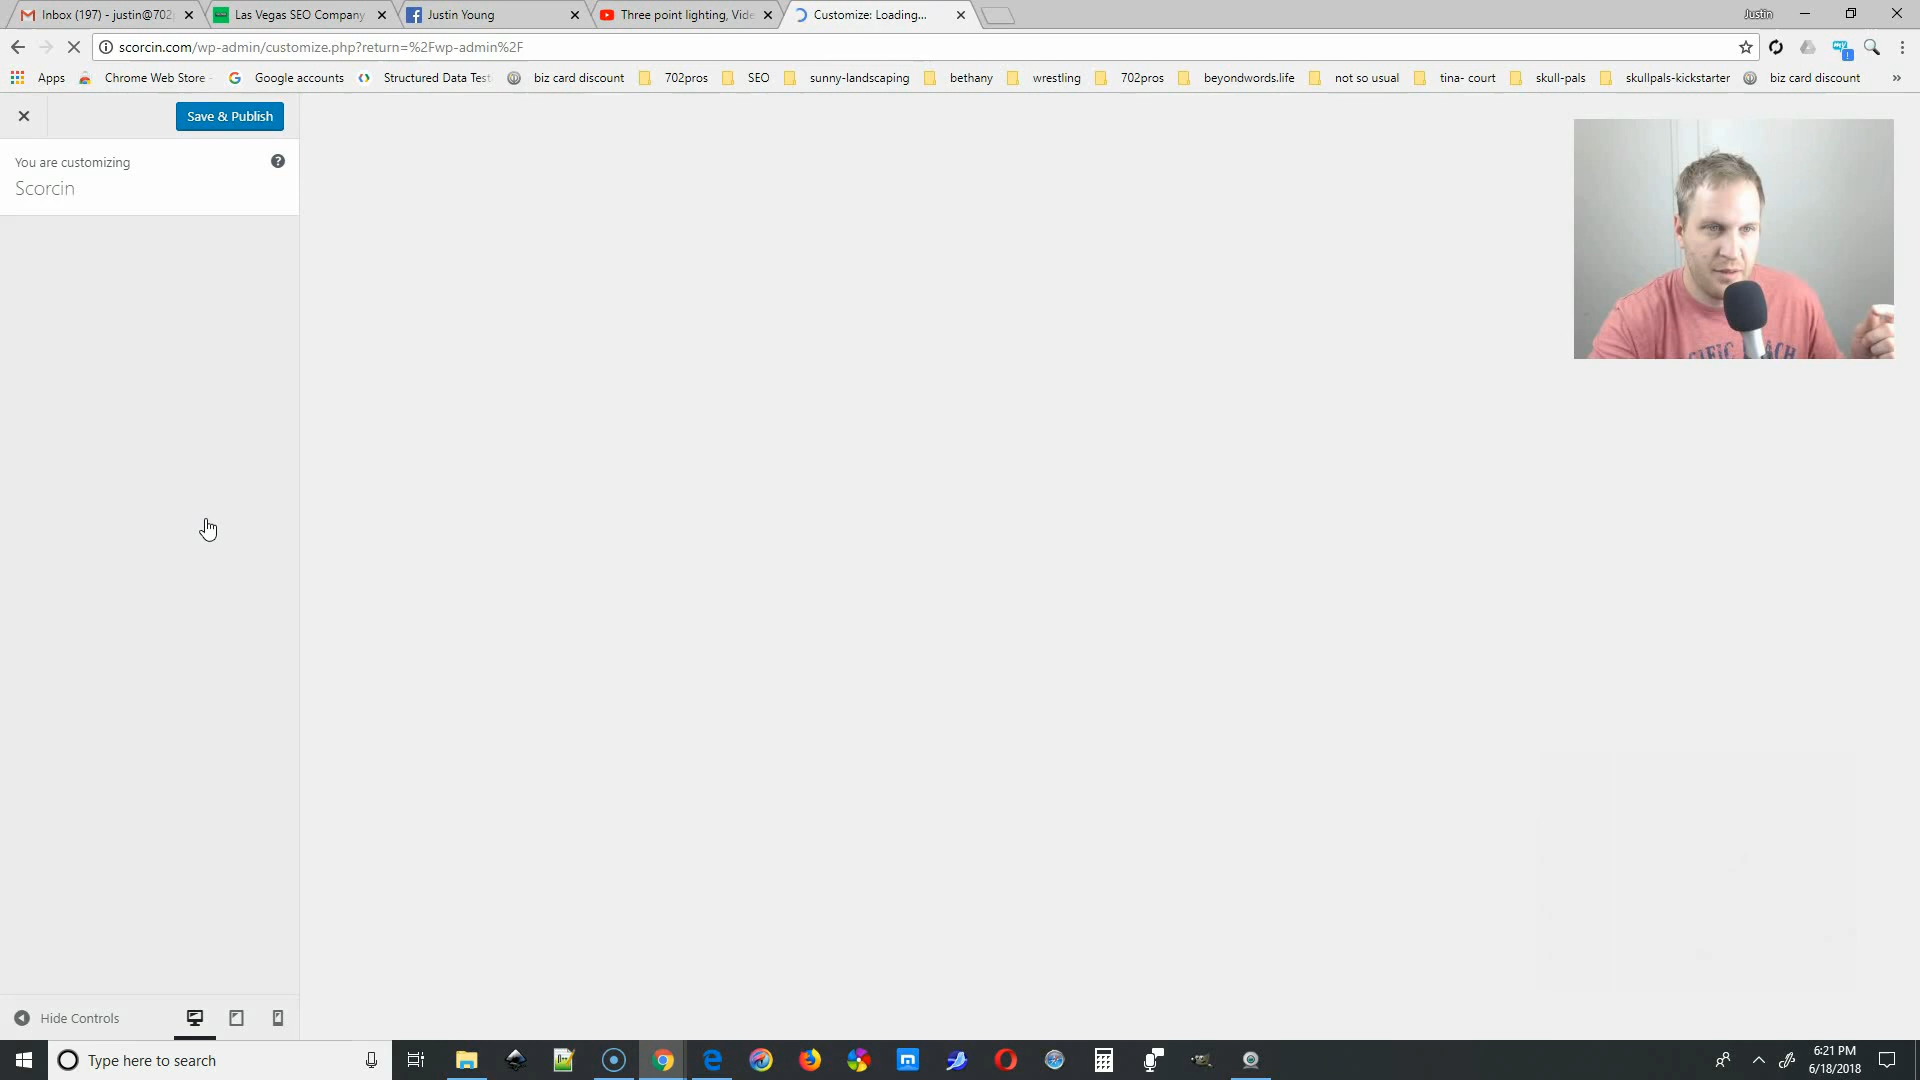 Inbox (197) - justin@702
Las Vegas SEO Company
Justin Young
Three point lighting, Vide
Customize: Loading...
Justin
scorcin.com/wp-admin/customize.php?return=%2Fwp-admin%2F
Apps
Chrome Web Store
Google accounts
Structured Data Test
biz card discount
702pros
SEO
sunny-landscaping
bethany
wrestling
702pros
beyondwords.life
not so usual
tina- court
skull-pals
skullpals-kickstarter
biz card discount
»
Save & Publish
You are customizing
Scorcin
Hide Controls
Type here to search
6:21 PM
6/18/2018